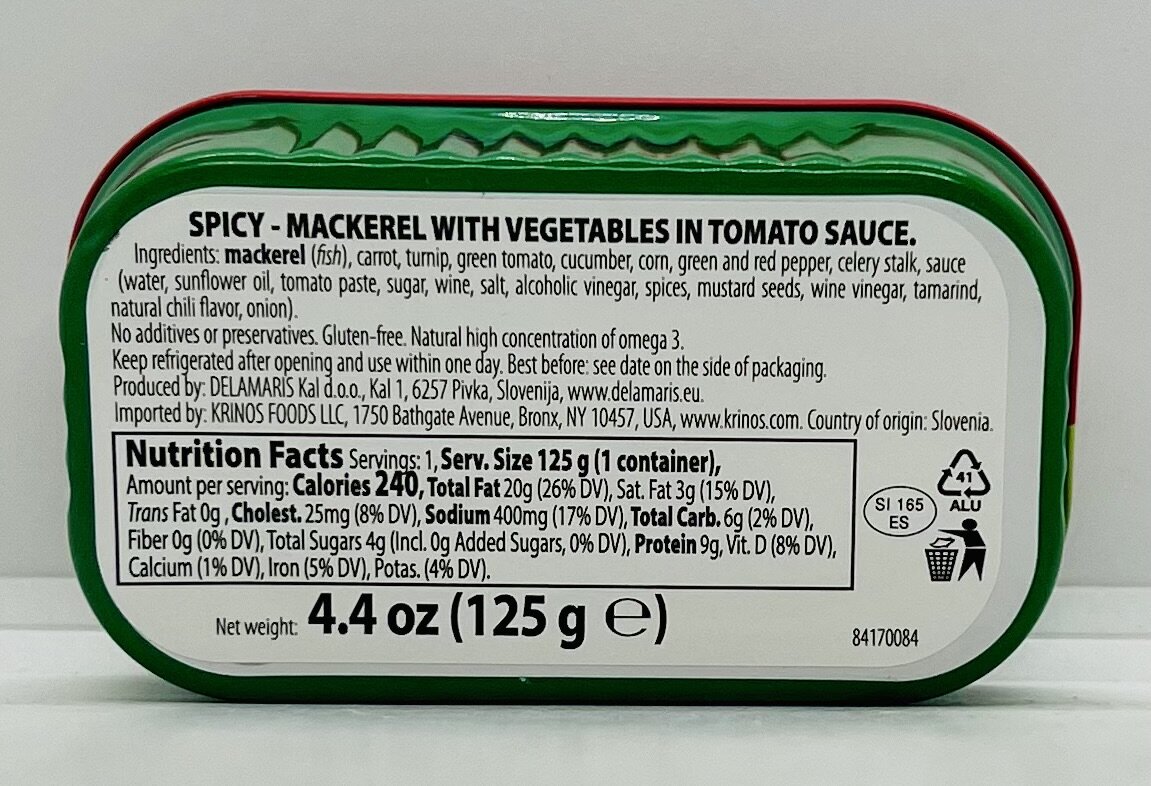 SPICY - MACKEREL WITH VEGETABLES IN TOMATO SAUCE.
Ingredients: mackerel (fish), carrot, turnip, green tomato, cucumber, corn, green and red pepper, celery stalk, sauce
(water, sunflower oil, tomato paste, sugar, wine, salt, alcoholic vinegar, spices, mustard seeds, wine vinegar, tamarind,
natural chili flavor, onion).
No additives or preservatives. Gluten-free. Natural high concentration of omega 3.
Keep refrigerated after opening and use within one day. Best before: see date on the side of packaging.
Produced by: DELAMARIS Kal d.o.o., Kal 1, 6257 Pivka, Slovenija, www.delamaris.eu.
Imported by: KRINOS FOODS LLC, 1750 Bathgate Avenue, Bronx, NY 10457, USA, www.krinos.com. Country of origin: Slovenia.
Nutrition Facts Servings: 1, Serv. Size 125 g (1 container),
Amount per serving: Calories 240, Total Fat 20g (26% DV), Sat. Fat 3g (15% DV),
Trans Fat 0g, Cholest. 25mg (8% DV), Sodium 400mg (17% DV), Total Carb. 6g (2% DV),
Fiber 0g (0% DV), Total Sugars 4g (Incl. 0g Added Sugars, 0% DV), Protein 9g, Vit. D (8% DV),
Calcium (1% DV), Iron (5% DV), Potas. (4% DV).
SI 165
ES
41
ALU
Net weight: 4.4 oz (125 g ℮)
84170084